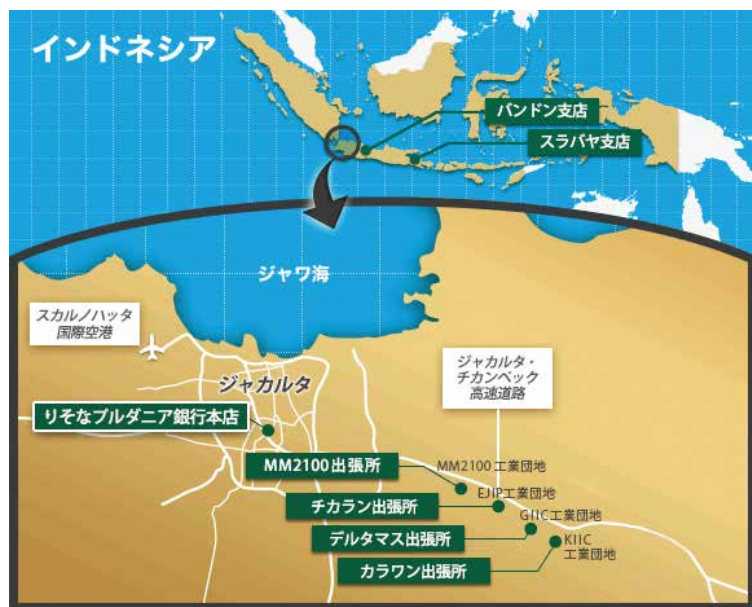 インドネシア
バンドン支店
スラバヤ支店
ジャワ海
スカルノハッタ
国際空港
ジャカルタ・
チカンペック
高速道路
ジャカルタ
りそなプルダニア銀行本店
MM2100出張所
MM2100 工業団地
チカラン出張所
EJIP工業団地
デルタマス出張所
GIIC工業団地
カラワン出張所
KIIC
工業団地